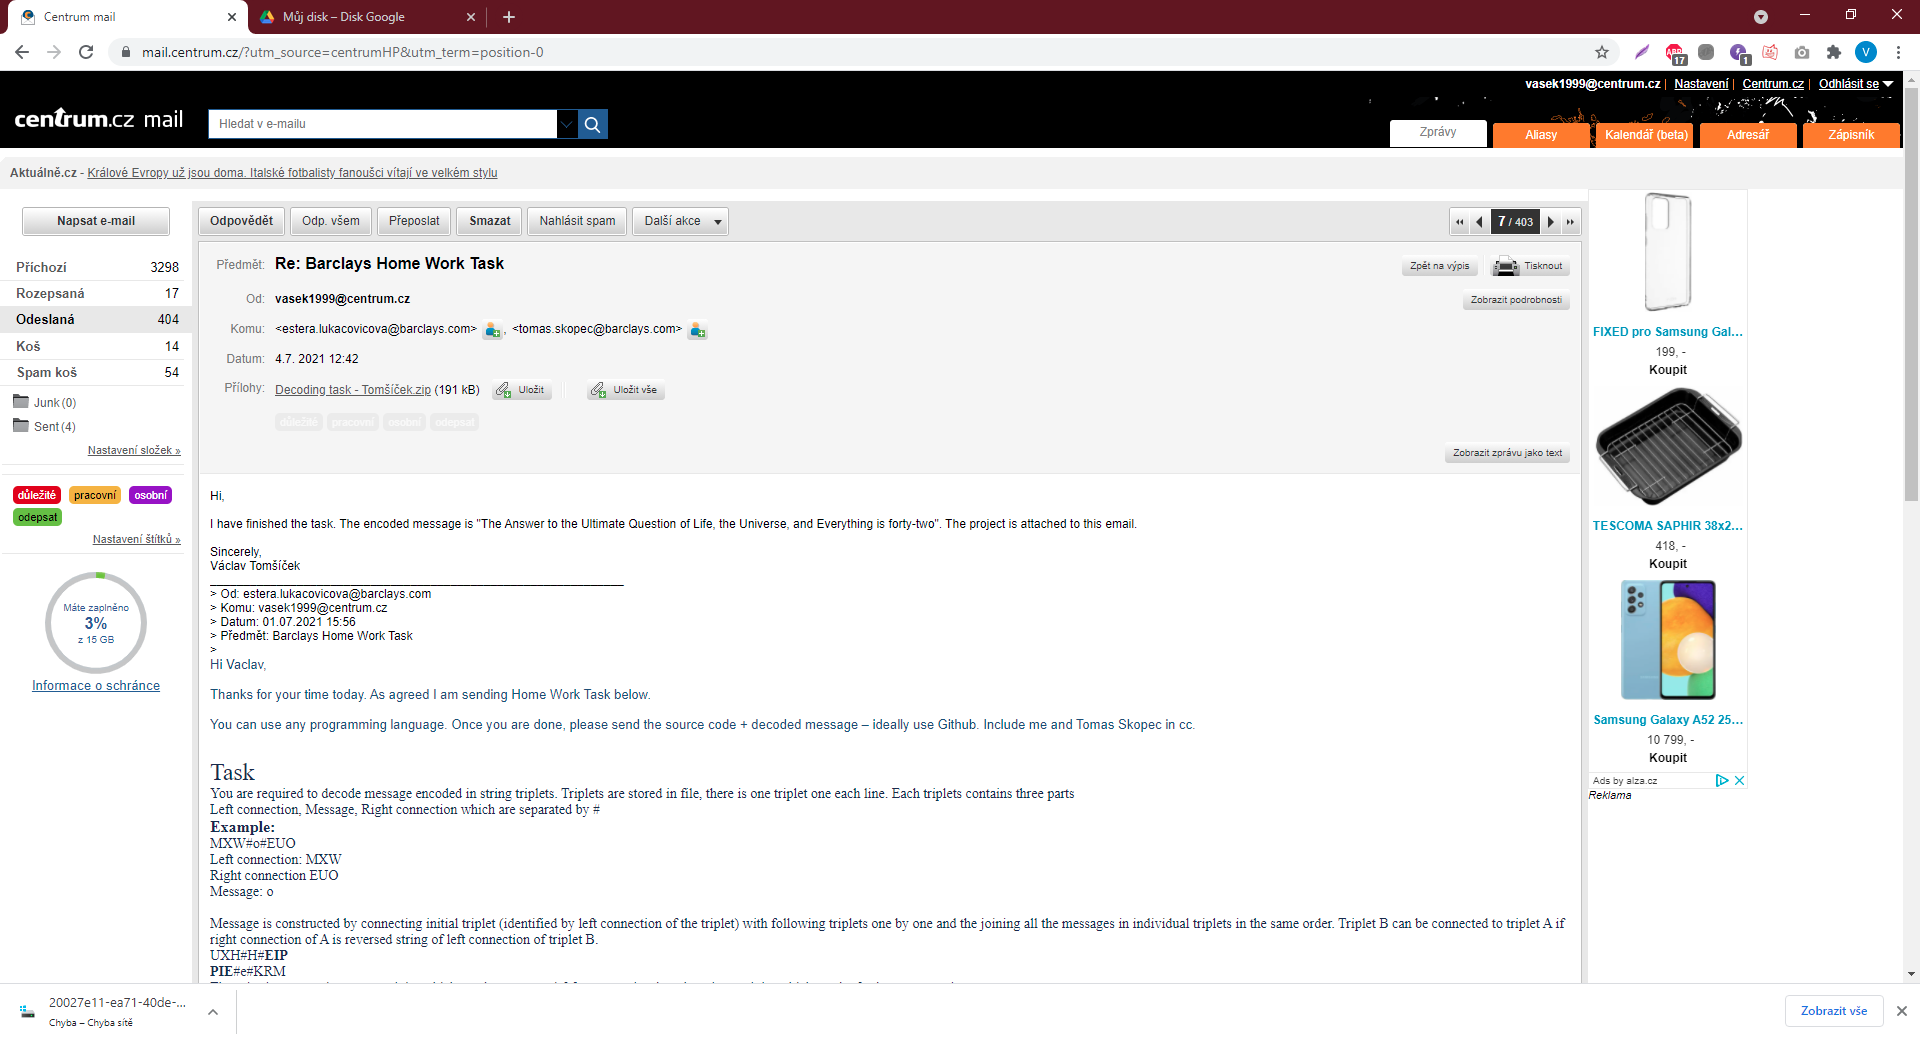 Centrum mail
Můj disk – Disk Google
mail.centrum.cz/?utm_source=centrumHP&utm_term=position-0
ABP
17
1
V
vasek1999@centrum.cz | Nastavení | Centrum.cz | Odhlásit se
centrum.cz mail
Hledat v e-mailu
Zprávy
Aliasy
Kalendář (beta)
Adresář
Zápisník
Aktuálně.cz - Králové Evropy už jsou doma. Italské fotbalisty fanoušci vítají ve velkém stylu
Napsat e-mail
Odpovědět
Odp. všem
Přeposlat
Smazat
Nahlásit spam
Další akce
7 / 403
Příchozí 3298
Rozepsaná 17
Odeslaná 404
Koš 14
Spam koš 54
Junk (0)
Sent (4)
Nastavení složek »
důležité pracovní osobní
odepsat
Nastavení štítků »
Máte zaplněno
3%
z 15 GB
Informace o schránce
Předmět: Re: Barclays Home Work Task
Zpět na výpis
Tisknout
Od: vasek1999@centrum.cz
Zobrazit podrobnosti
Komu: <estera.lukacovicova@barclays.com> , <tomas.skopec@barclays.com>
Datum: 4.7. 2021 12:42
Přílohy: Decoding task - Tomšíček.zip (191 kB) Uložit Uložit vše
důležité pracovní osobní odepsat
Zobrazit zprávu jako text
Hi,
I have finished the task. The encoded message is "The Answer to the Ultimate Question of Life, the Universe, and Everything is forty-two". The project is attached to this email.
Sincerely,
Václav Tomšíček
______________________________________________________________
> Od: estera.lukacovicova@barclays.com
> Komu: vasek1999@centrum.cz
> Datum: 01.07.2021 15:56
> Předmět: Barclays Home Work Task
>
Hi Vaclav,
Thanks for your time today. As agreed I am sending Home Work Task below.
You can use any programming language. Once you are done, please send the source code + decoded message – ideally use Github. Include me and Tomas Skopec in cc.
Task
You are required to decode message encoded in string triplets. Triplets are stored in file, there is one triplet one each line. Each triplets contains three parts
Left connection, Message, Right connection which are separated by #
Example:
MXW#o#EUO
Left connection: MXW
Right connection EUO
Message: o
Message is constructed by connecting initial triplet (identified by left connection of the triplet) with following triplets one by one and the joining all the messages in individual triplets in the same order. Triplet B can be connected to triplet A if
right connection of A is reversed string of left connection of triplet B.
UXH#H#EIP
PIE#e#KRM
FIXED pro Samsung Gal...
199, -
Koupit
TESCOMA SAPHIR 38x2...
418, -
Koupit
Samsung Galaxy A52 25...
10 799, -
Koupit
Ads by alza.cz
Reklama
20027e11-ea71-40de-...
Chyba – Chyba sítě
Zobrazit vše